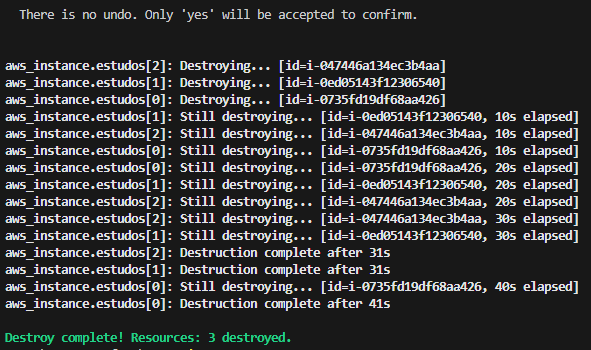 There is no undo. Only 'yes' will be accepted to confirm.
aws_instance.estudos[2]: Destroying... [id=i-047446a134ec3b4aa]
aws_instance.estudos[1]: Destroying... [id=i-0ed05143f12306540]
aws_instance.estudos[0]: Destroying... [id=i-0735fd19df68aa426]
aws_instance.estudos[1]: Still destroying... [id=i-0ed05143f12306540, 10s elapsed]
aws_instance.estudos[2]: Still destroying... [id=i-047446a134ec3b4aa, 10s elapsed]
aws_instance.estudos[0]: Still destroying... [id=i-0735fd19df68aa426, 10s elapsed]
aws_instance.estudos[0]: Still destroying... [id=i-0735fd19df68aa426, 20s elapsed]
aws_instance.estudos[1]: Still destroying... [id=i-0ed05143f12306540, 20s elapsed]
aws_instance.estudos[2]: Still destroying... [id=i-047446a134ec3b4aa, 20s elapsed]
aws_instance.estudos[2]: Still destroying... [id=i-047446a134ec3b4aa, 30s elapsed]
aws_instance.estudos[1]: Still destroying... [id=i-0ed05143f12306540, 30s elapsed]
aws_instance.estudos[2]: Destruction complete after 31s
aws_instance.estudos[1]: Destruction complete after 31s
aws_instance.estudos[0]: Still destroying... [id=i-0735fd19df68aa426, 40s elapsed]
aws_instance.estudos[0]: Destruction complete after 41s
Destroy complete! Resources: 3 destroyed.